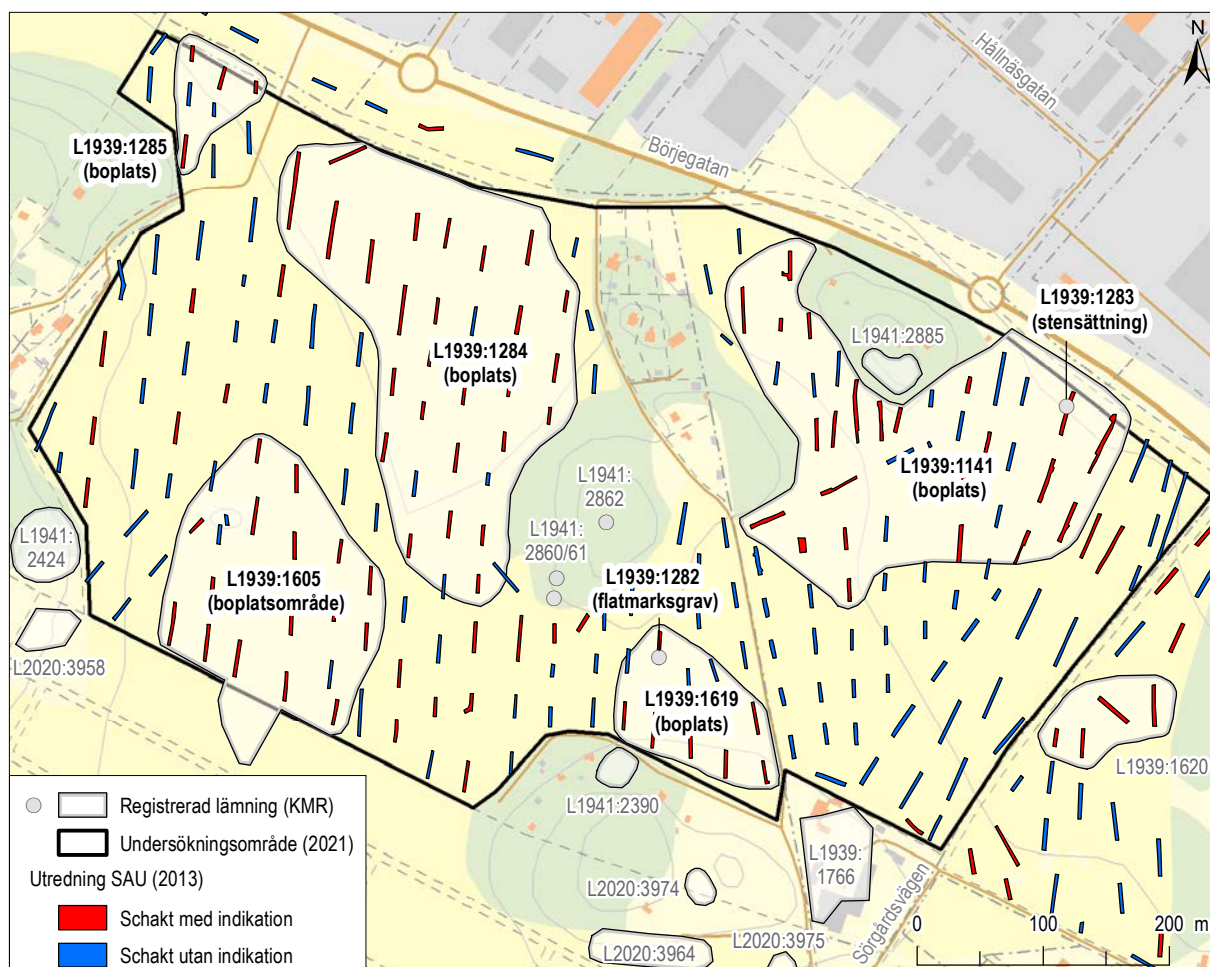 N
Hållnäsgatan
Börjegatan
L1939:1285
(boplats)
L1939:1283
(stensättning)
L1941:2885
L1939:1284
(boplats)
L1939:1141
(boplats)
L1941:
2862
L1941:
2860/61
L1941:
2424
L1939:1605
(boplatsområde)
L1939:1282
(flatmarksgrav)
L2020:3958
L1939:1619
(boplats)
L1939:1620
L1941:2390
L1939:
1766
L2020:3974
L2020:3964
L2020:3975
Sörgårdsvägen
0 100 200 m
Registrerad lämning (KMR)
Undersökningsområde (2021)
Utredning SAU (2013)
Schakt med indikation
Schakt utan indikation